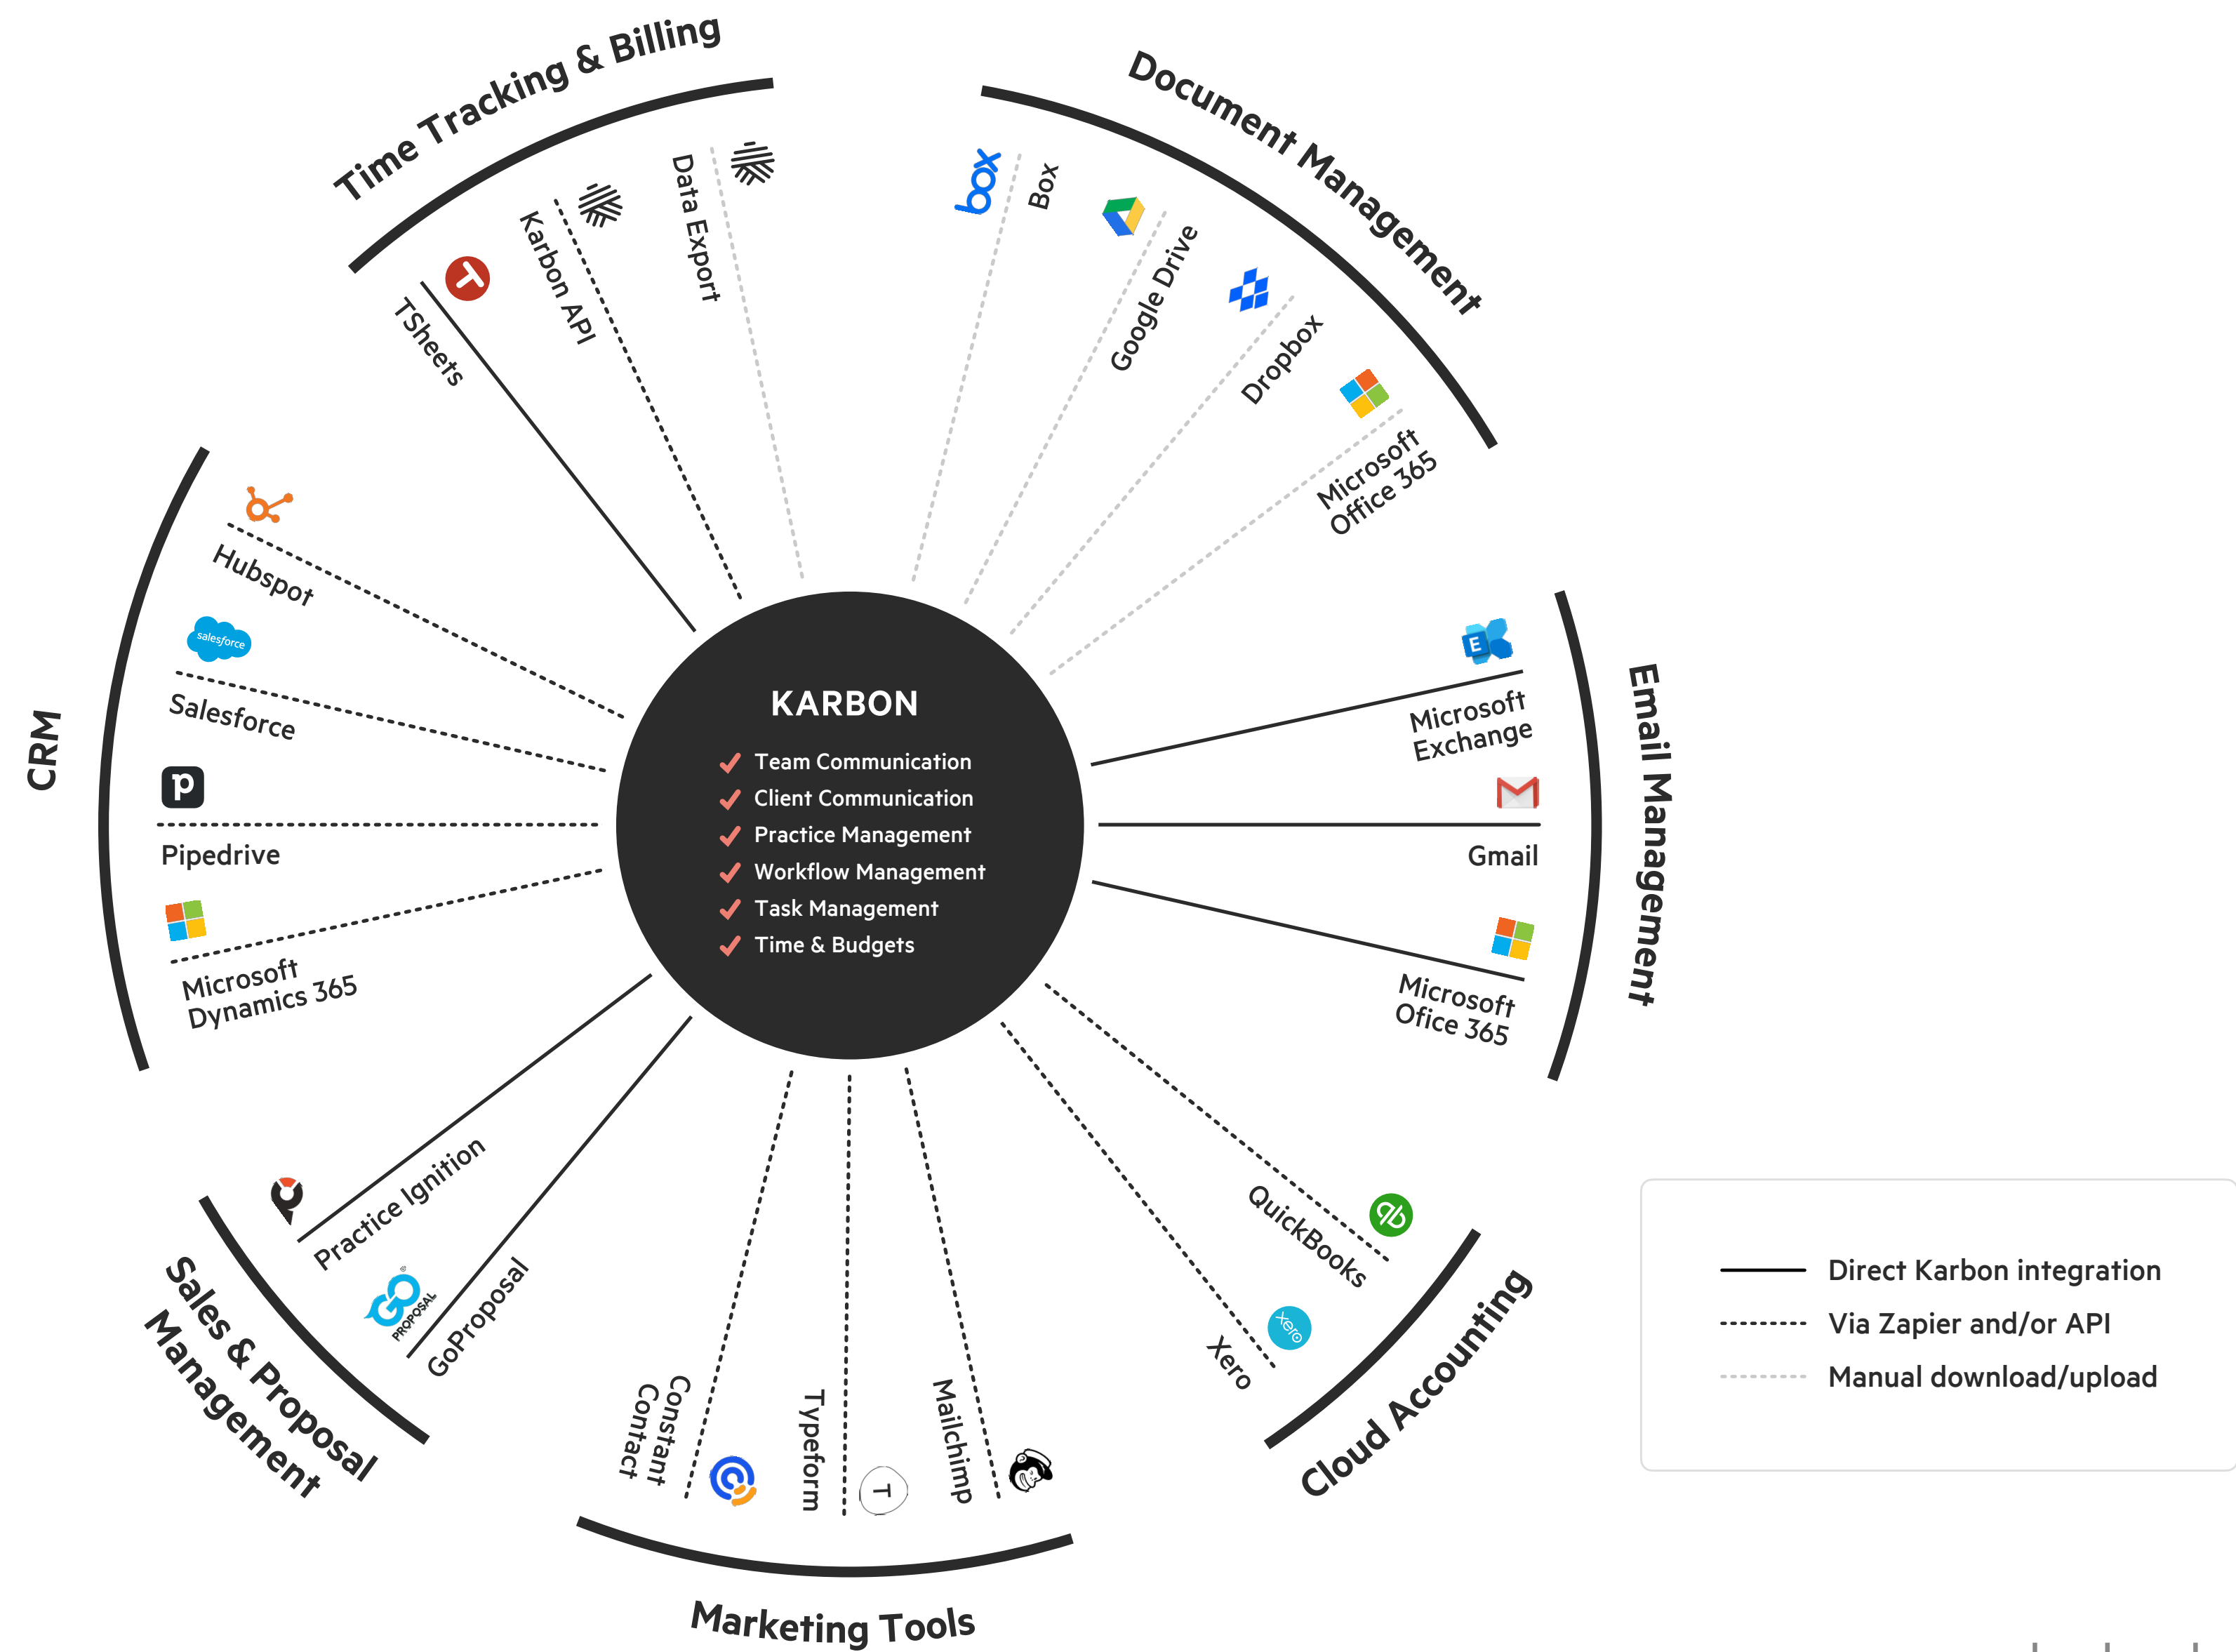 Time Tracking & Billing
TSheets
Karbon API
Data Export
Document Management
box
Box
Google Drive
Dropbox
Microsoft
Office 365
Email Management
E
Microsoft
Exchange
Gmail
Microsoft
Ofice 365
CRM
Hubspot
salesforce
Salesforce
p
Pipedrive
Microsoft
Dynamics 365
KARBON
Team Communication
Client Communication
Practice Management
Workflow Management
Task Management
Time & Budgets
Sales & Proposal
Management
Practice Ignition
GO
PROPOSAL
GoProposal
Marketing Tools
Constant
Contact
Typeform
T
Mailchimp
Cloud Accounting
QuickBooks
qb
xero
Xero
Direct Karbon integration
Via Zapier and/or API
Manual download/upload